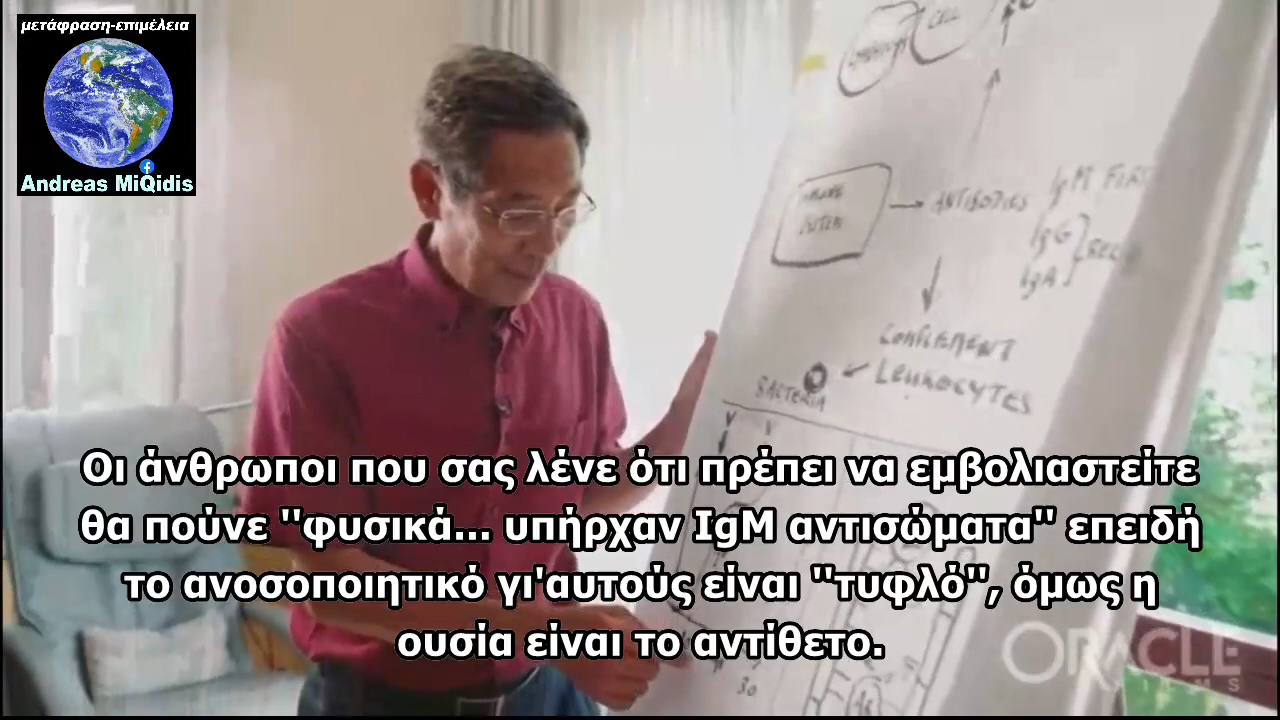 μετάφραση-επιμέλεια
Andreas MiQidis
CELL
ANTIBODIES
IgM FIRST
IgG
IgA
COMPLEMENT
LEUKOCYTES
BACTERIA
Οι άνθρωποι που σας λένε ότι πρέπει να εμβολιαστείτε
θα πούνε "φυσικά... υπήρχαν IgM αντισώματα" επειδή
το ανοσοποιητικό γι'αυτούς είναι "τυφλό", όμως η
ουσία είναι το αντίθετο.
ORACLE
30